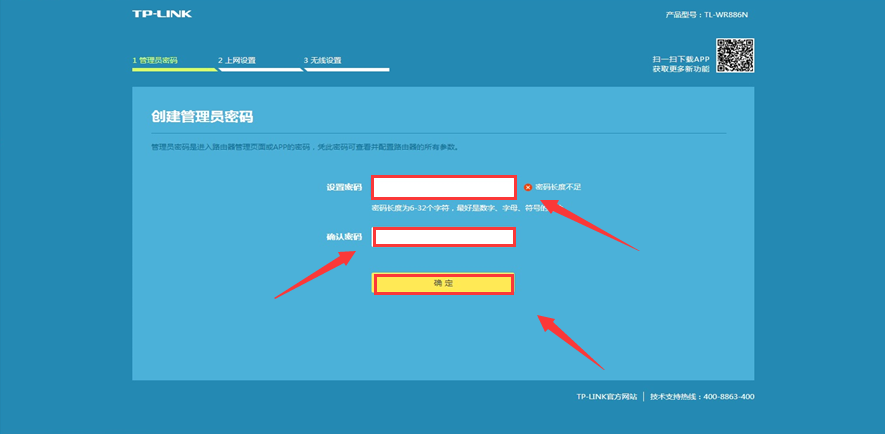 TP-LINK
产品型号：TL-WR886N
1 管理员密码 2 上网设置 3 无线设置
扫一扫下载APP
获取更多新功能
创建管理员密码
管理员密码是进入路由器管理页面或APP的密码，凭此密码可查看并配置路由器的所有参数。
设置密码 密码长度不足
密码长度为6-32个字符，最好是数字、字母、符号的
确认密码
确 定
TP-LINK官方网站 | 技术支持热线：400-8863-400